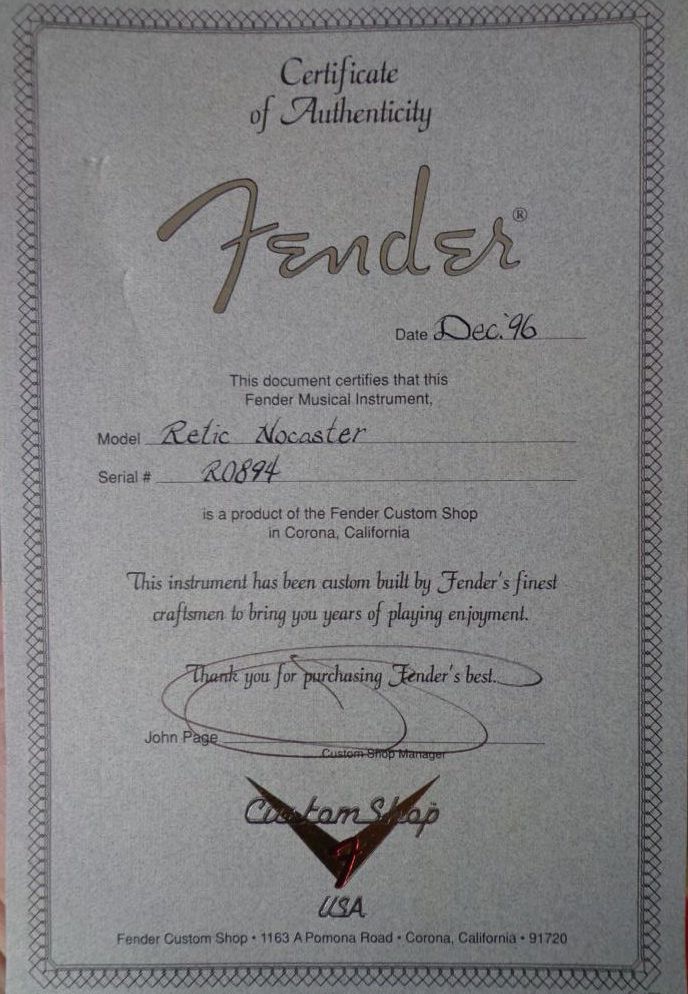 Certificate
of Authenticity
Fender®
Date Dec. '96
This document certifies that this
Fender Musical Instrument,
Model Relic Nocaster
Serial # R0894
is a product of the Fender Custom Shop
in Corona, California
This instrument has been custom built by Fender's finest
craftsmen to bring you years of playing enjoyment.
Thank you for purchasing Fender's best...
John Page
Custom Shop Manager
Custom Shop
USA
Fender Custom Shop • 1163 A Pomona Road • Corona, California • 91720